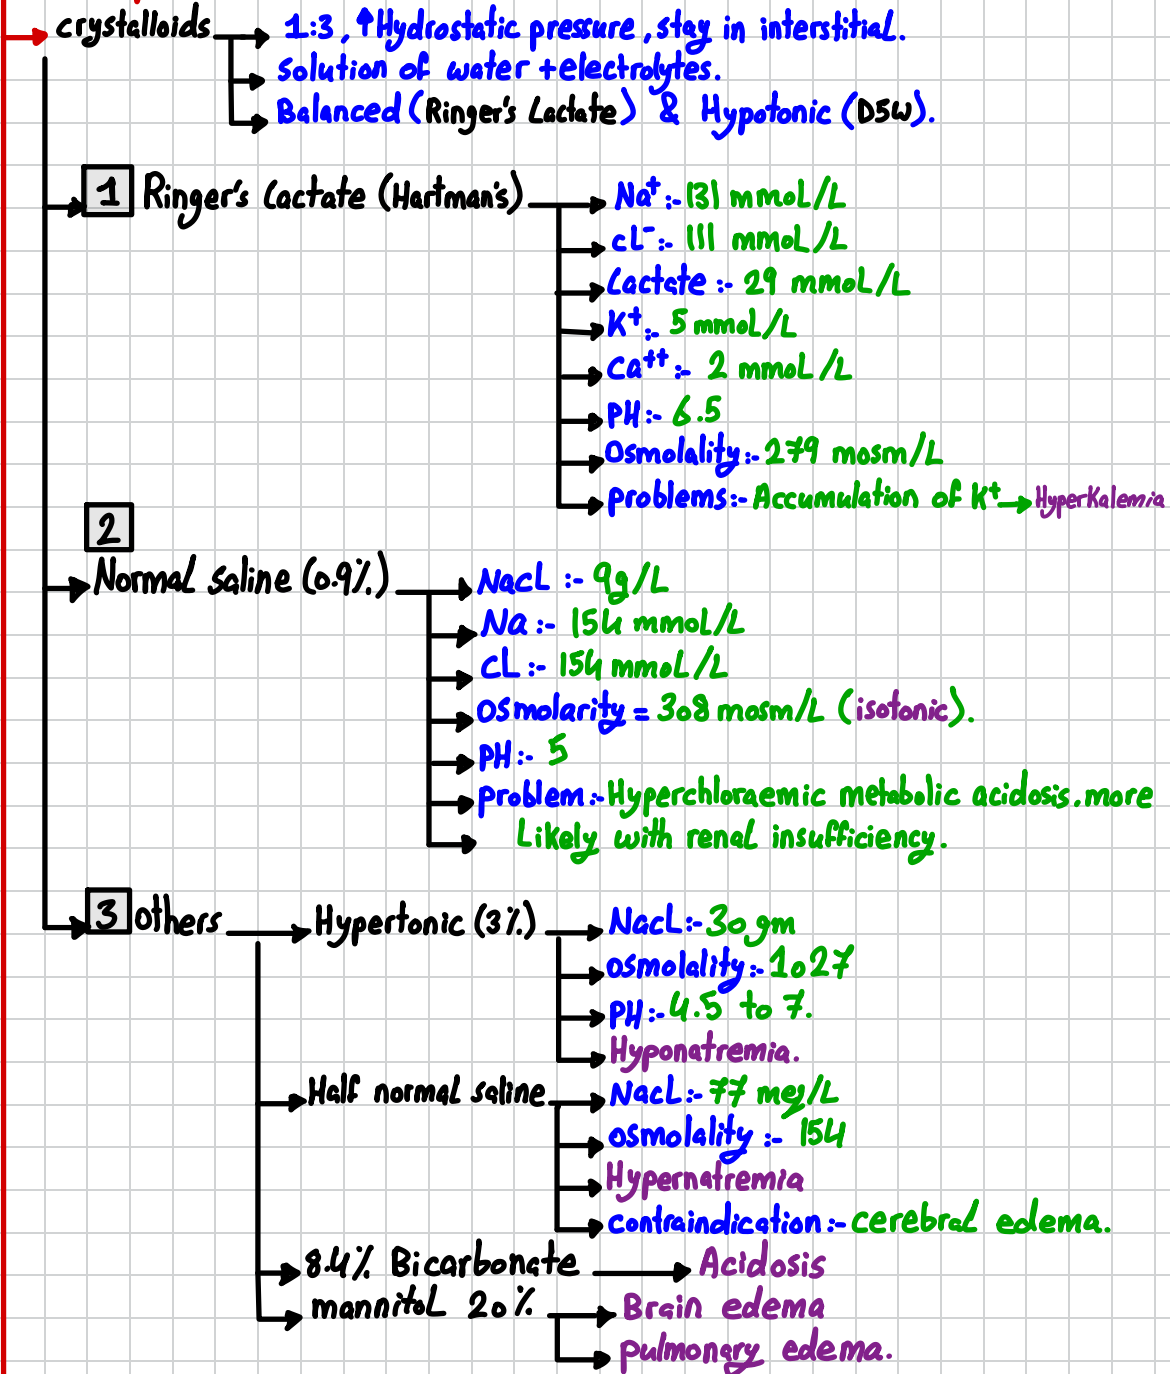 crystalloids
1:3, ↑Hydrostatic pressure, stay in interstitial.
solution of water + electrolytes.
Balanced (Ringer's Lactate) & Hypotonic (D5W).
1 Ringer's Lactate (Hartman's)
Na⁺:- 131 mmol/L
cL⁻:- 111 mmol/L
Lactate :- 29 mmol/L
K⁺:- 5 mmol/L
Ca⁺⁺:- 2 mmol/L
PH:- 6.5
Osmolality:- 279 mosm/L
problems:- Accumulation of K⁺ → HyperKalemia
2
Normal saline (0.9%)
NacL :- 9g/L
Na :- 154 mmol/L
cL :- 154 mmoL/L
osmolarity = 308 mosm/L (isotonic).
PH:- 5
problem:- Hyperchloraemic metabolic acidosis. more
Likely with renal insufficiency.
3 others
Hypertonic (3%)
NacL:- 30 gm
osmolality:- 1027
PH:- 4.5 to 7.
Hyponatremia.
Half normal saline
NacL:- 77 meq/L
osmolality :- 154
Hypernatremia
contraindication:- cerebral edema.
8.4% Bicarbonate → Acidosis
mannitoL 20%
Brain edema
pulmonary edema.